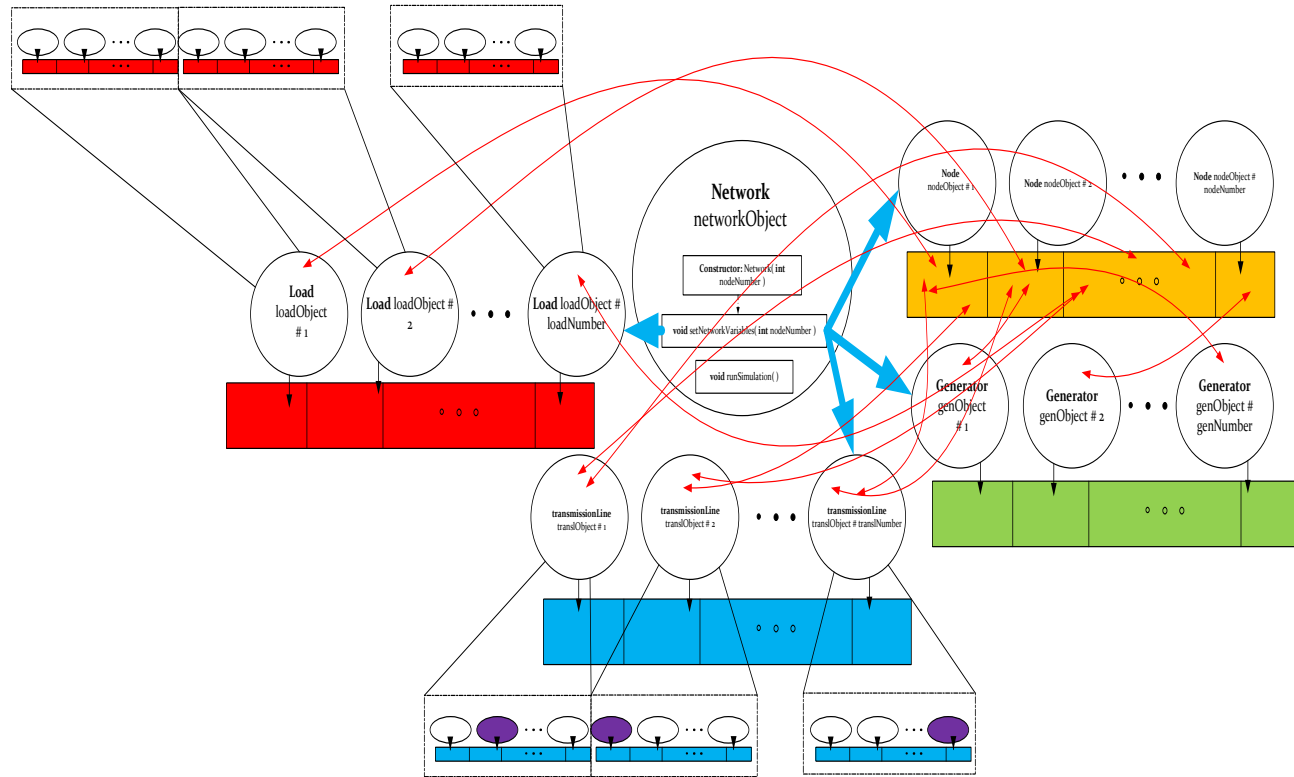 Network
networkObject
Constructor: Network( int
nodeNumber )
void setNetworkVariables( int nodeNumber )
void runSimulation( )
Node
nodeObject # 1
Node nodeObject # 2
Node nodeObject #
nodeNumber
Load
loadObject
# 1
Load loadObject #
2
Load loadObject #
loadNumber
Generator
genObject
# 1
Generator
genObject # 2
Generator
genObject #
genNumber
transmissionLine
translObject # 1
transmissionLine
translObject # 2
transmissionLine
translObject # translNumber